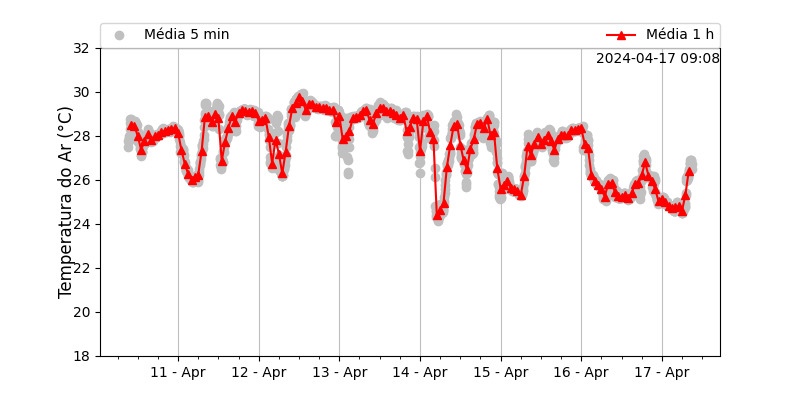 Média 5 min
Média 1 h
2024-04-17 09:08
Temperatura do Ar (°C)
32
30
28
26
24
22
20
18
11 - Apr
12 - Apr
13 - Apr
14 - Apr
15 - Apr
16 - Apr
17 - Apr